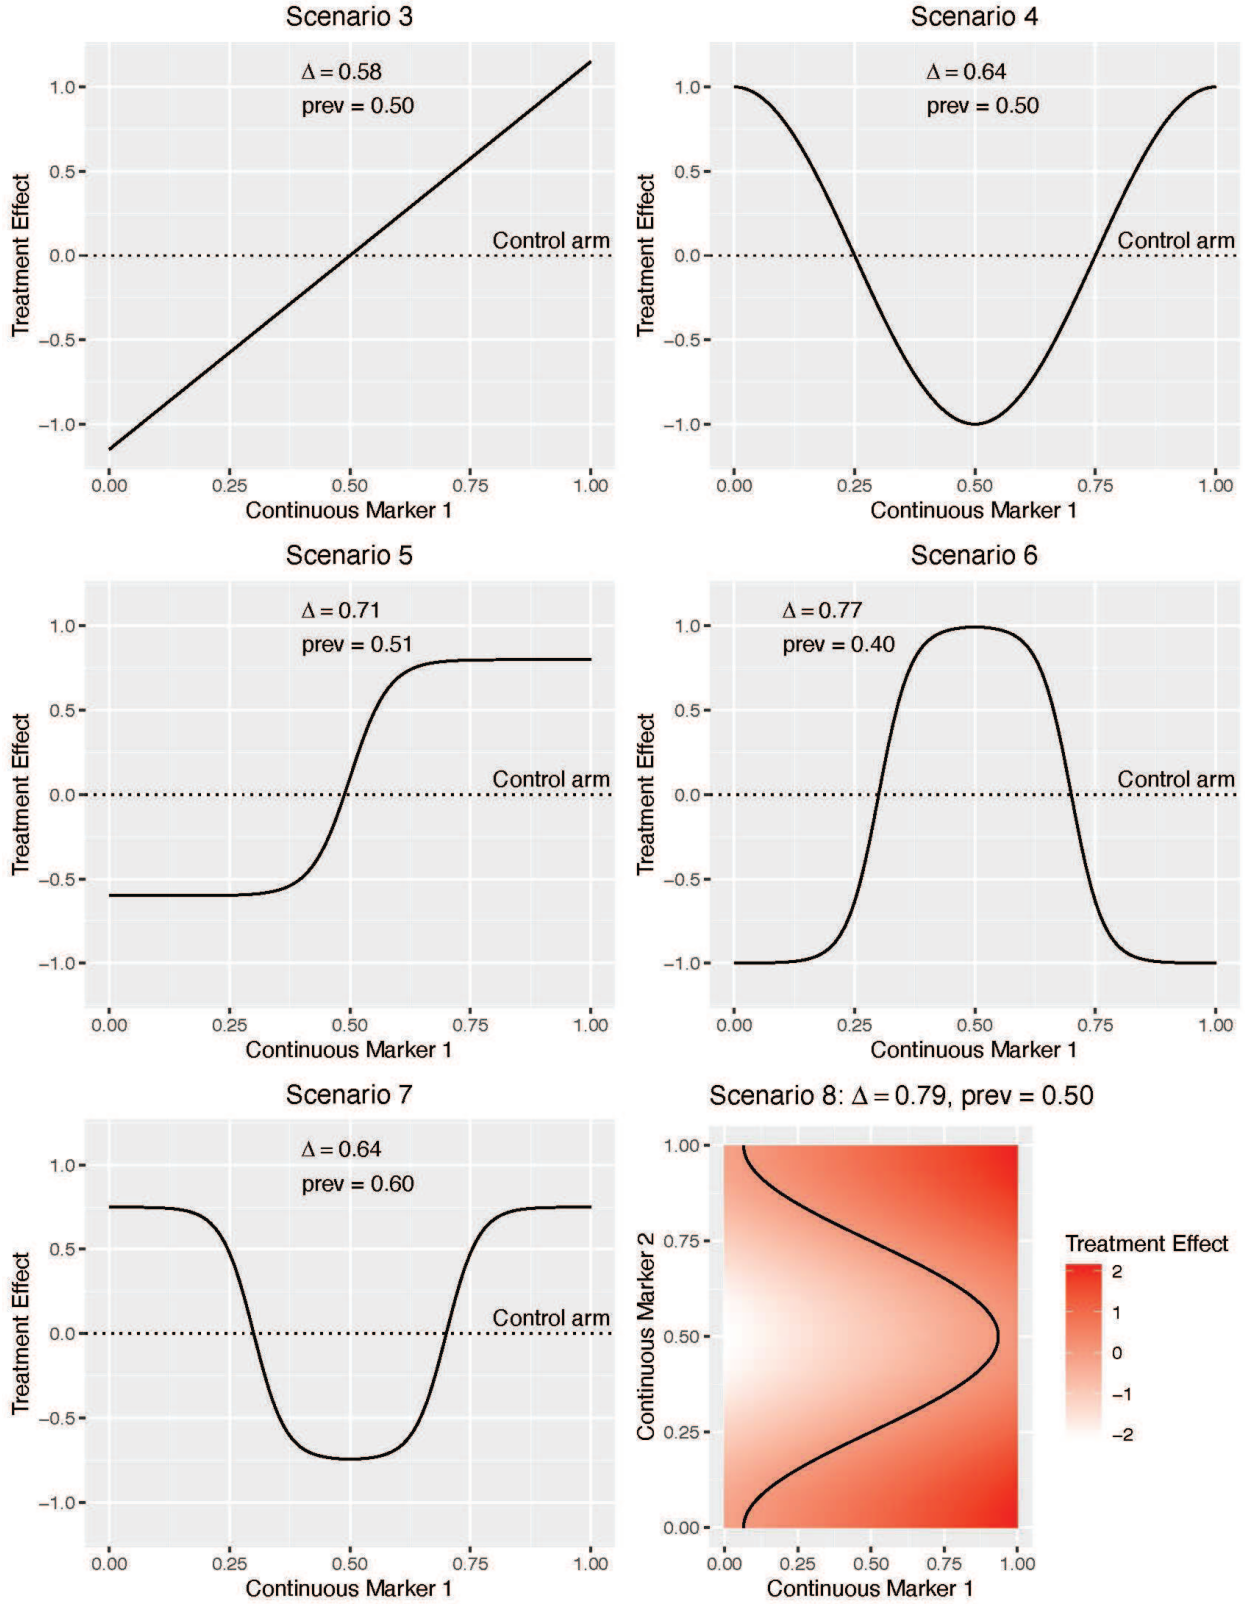 Scenario 3
Δ = 0.58
prev = 0.50
Control arm
Treatment Effect
1.0
0.5
0.0
−0.5
−1.0
0.00 0.25 0.50 0.75 1.00
Continuous Marker 1
Scenario 4
Δ = 0.64
prev = 0.50
Control arm
Treatment Effect
1.0
0.5
0.0
−0.5
−1.0
0.00 0.25 0.50 0.75 1.00
Continuous Marker 1
Scenario 5
Δ = 0.71
prev = 0.51
Control arm
Treatment Effect
1.0
0.5
0.0
−0.5
−1.0
0.00 0.25 0.50 0.75 1.00
Continuous Marker 1
Scenario 6
Δ = 0.77
prev = 0.40
Control arm
Treatment Effect
1.0
0.5
0.0
−0.5
−1.0
0.00 0.25 0.50 0.75 1.00
Continuous Marker 1
Scenario 7
Δ = 0.64
prev = 0.60
Control arm
Treatment Effect
1.0
0.5
0.0
−0.5
−1.0
0.00 0.25 0.50 0.75 1.00
Continuous Marker 1
Scenario 8: Δ = 0.79, prev = 0.50
Continuous Marker 2
1.00
0.75
0.50
0.25
0.00
0.00 0.25 0.50 0.75 1.00
Continuous Marker 1
Treatment Effect
2
1
0
−1
−2